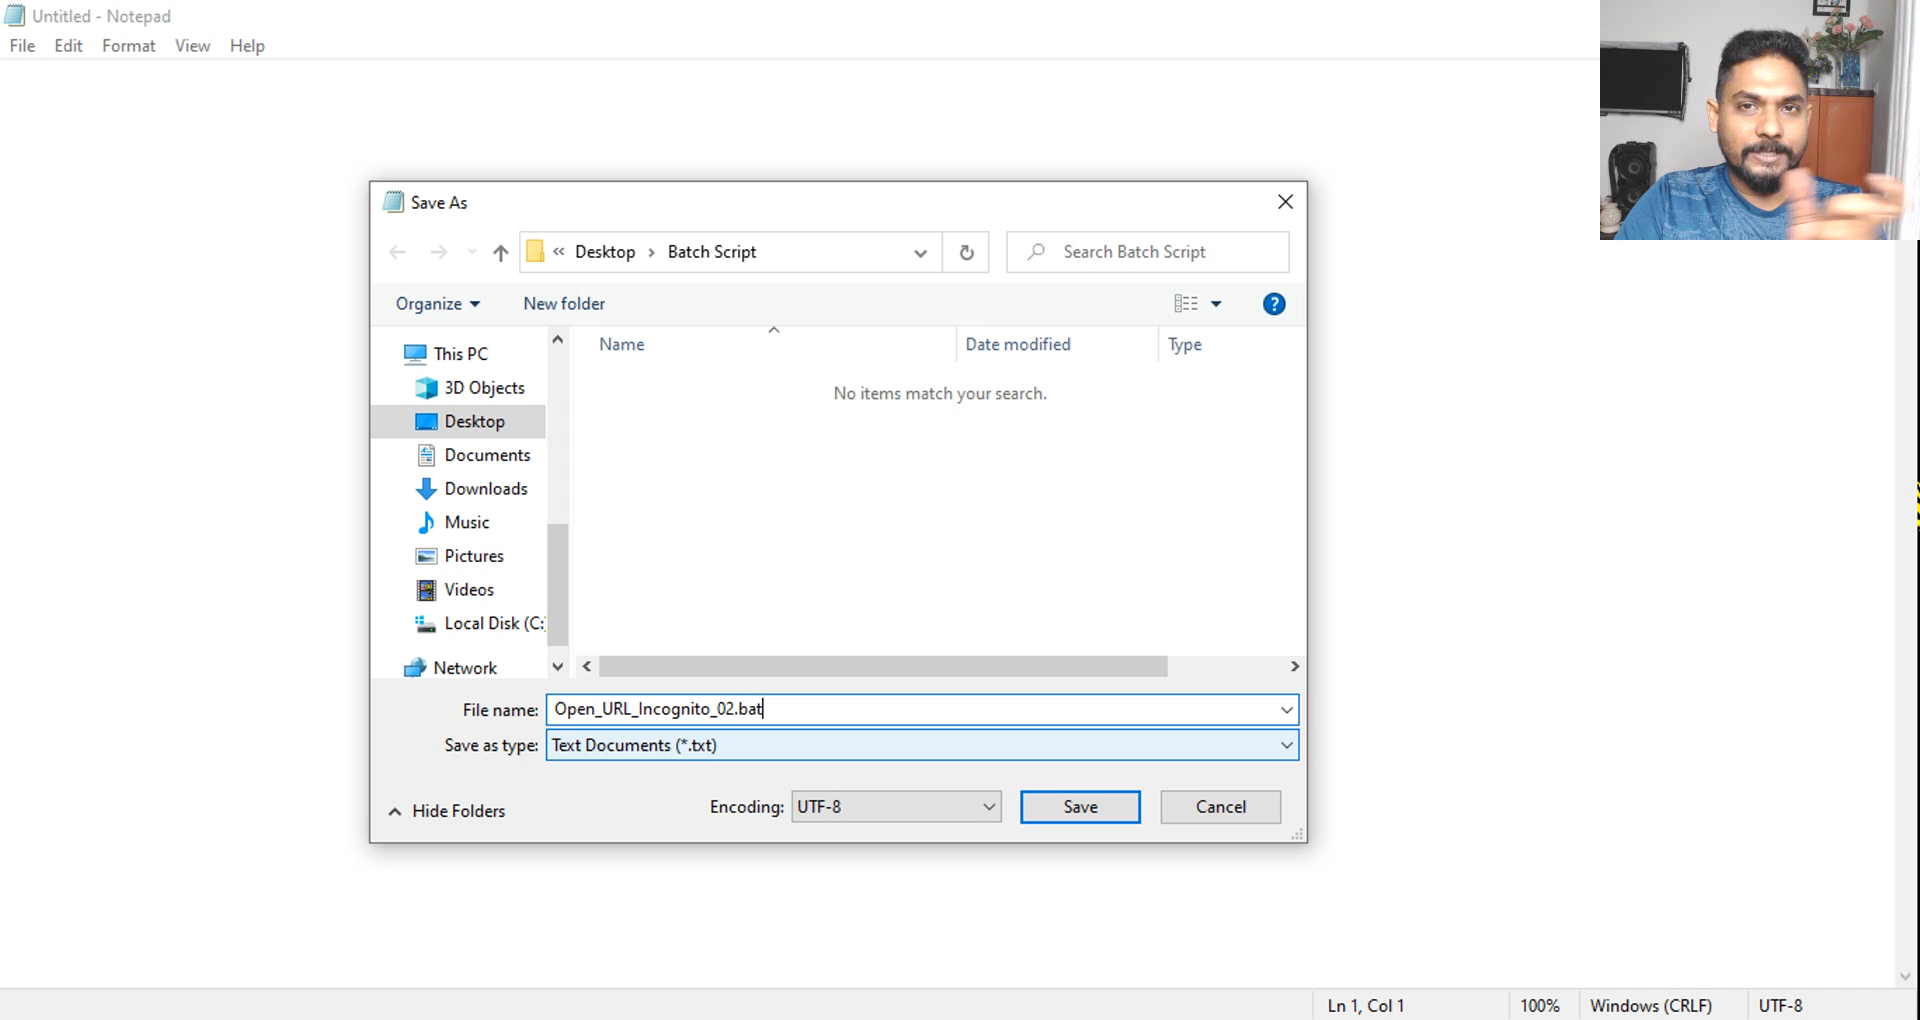 Untitled - Notepad
File Edit Format View Help
Save As
« Desktop › Batch Script
Search Batch Script
Organize New folder
?
Name Date modified Type
No items match your search.
This PC
3D Objects
Desktop
Documents
Downloads
Music
Pictures
Videos
Local Disk (C:
Network
File name: Open_URL_Incognito_02.bat
Save as type: Text Documents (*.txt)
Hide Folders Encoding: UTF-8 Save Cancel
Ln 1, Col 1 100% Windows (CRLF) UTF-8